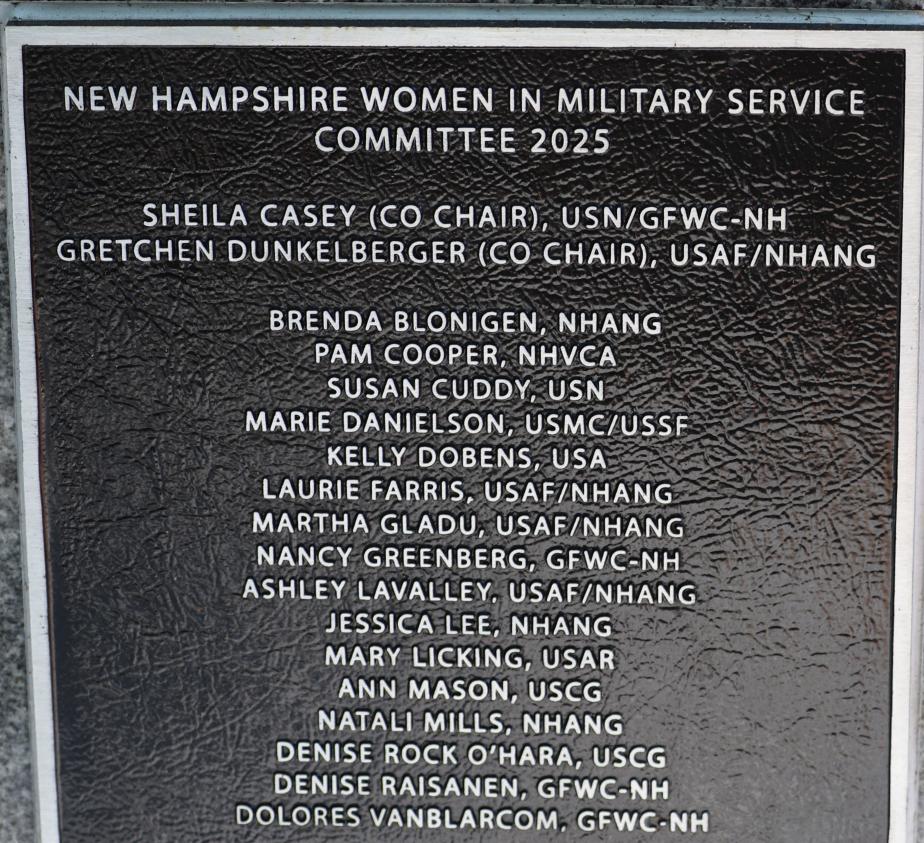 NEW HAMPSHIRE WOMEN IN MILITARY SERVICE
COMMITTEE 2025
SHEILA CASEY (CO CHAIR), USN/GFWC-NH
GRETCHEN DUNKELBERGER (CO CHAIR), USAF/NHANG
BRENDA BLONIGEN, NHANG
PAM COOPER, NHVCA
SUSAN CUDDY, USN
MARIE DANIELSON, USMC/USSF
KELLY DOBENS, USA
LAURIE FARRIS, USAF/NHANG
MARTHA GLADU, USAF/NHANG
NANCY GREENBERG, GFWC-NH
ASHLEY LAVALLEY, USAF/NHANG
JESSICA LEE, NHANG
MARY LICKING, USAR
ANN MASON, USCG
NATALI MILLS, NHANG
DENISE ROCK O'HARA, USCG
DENISE RAISANEN, GFWC-NH
DOLORES VANBLARCOM, GFWC-NH